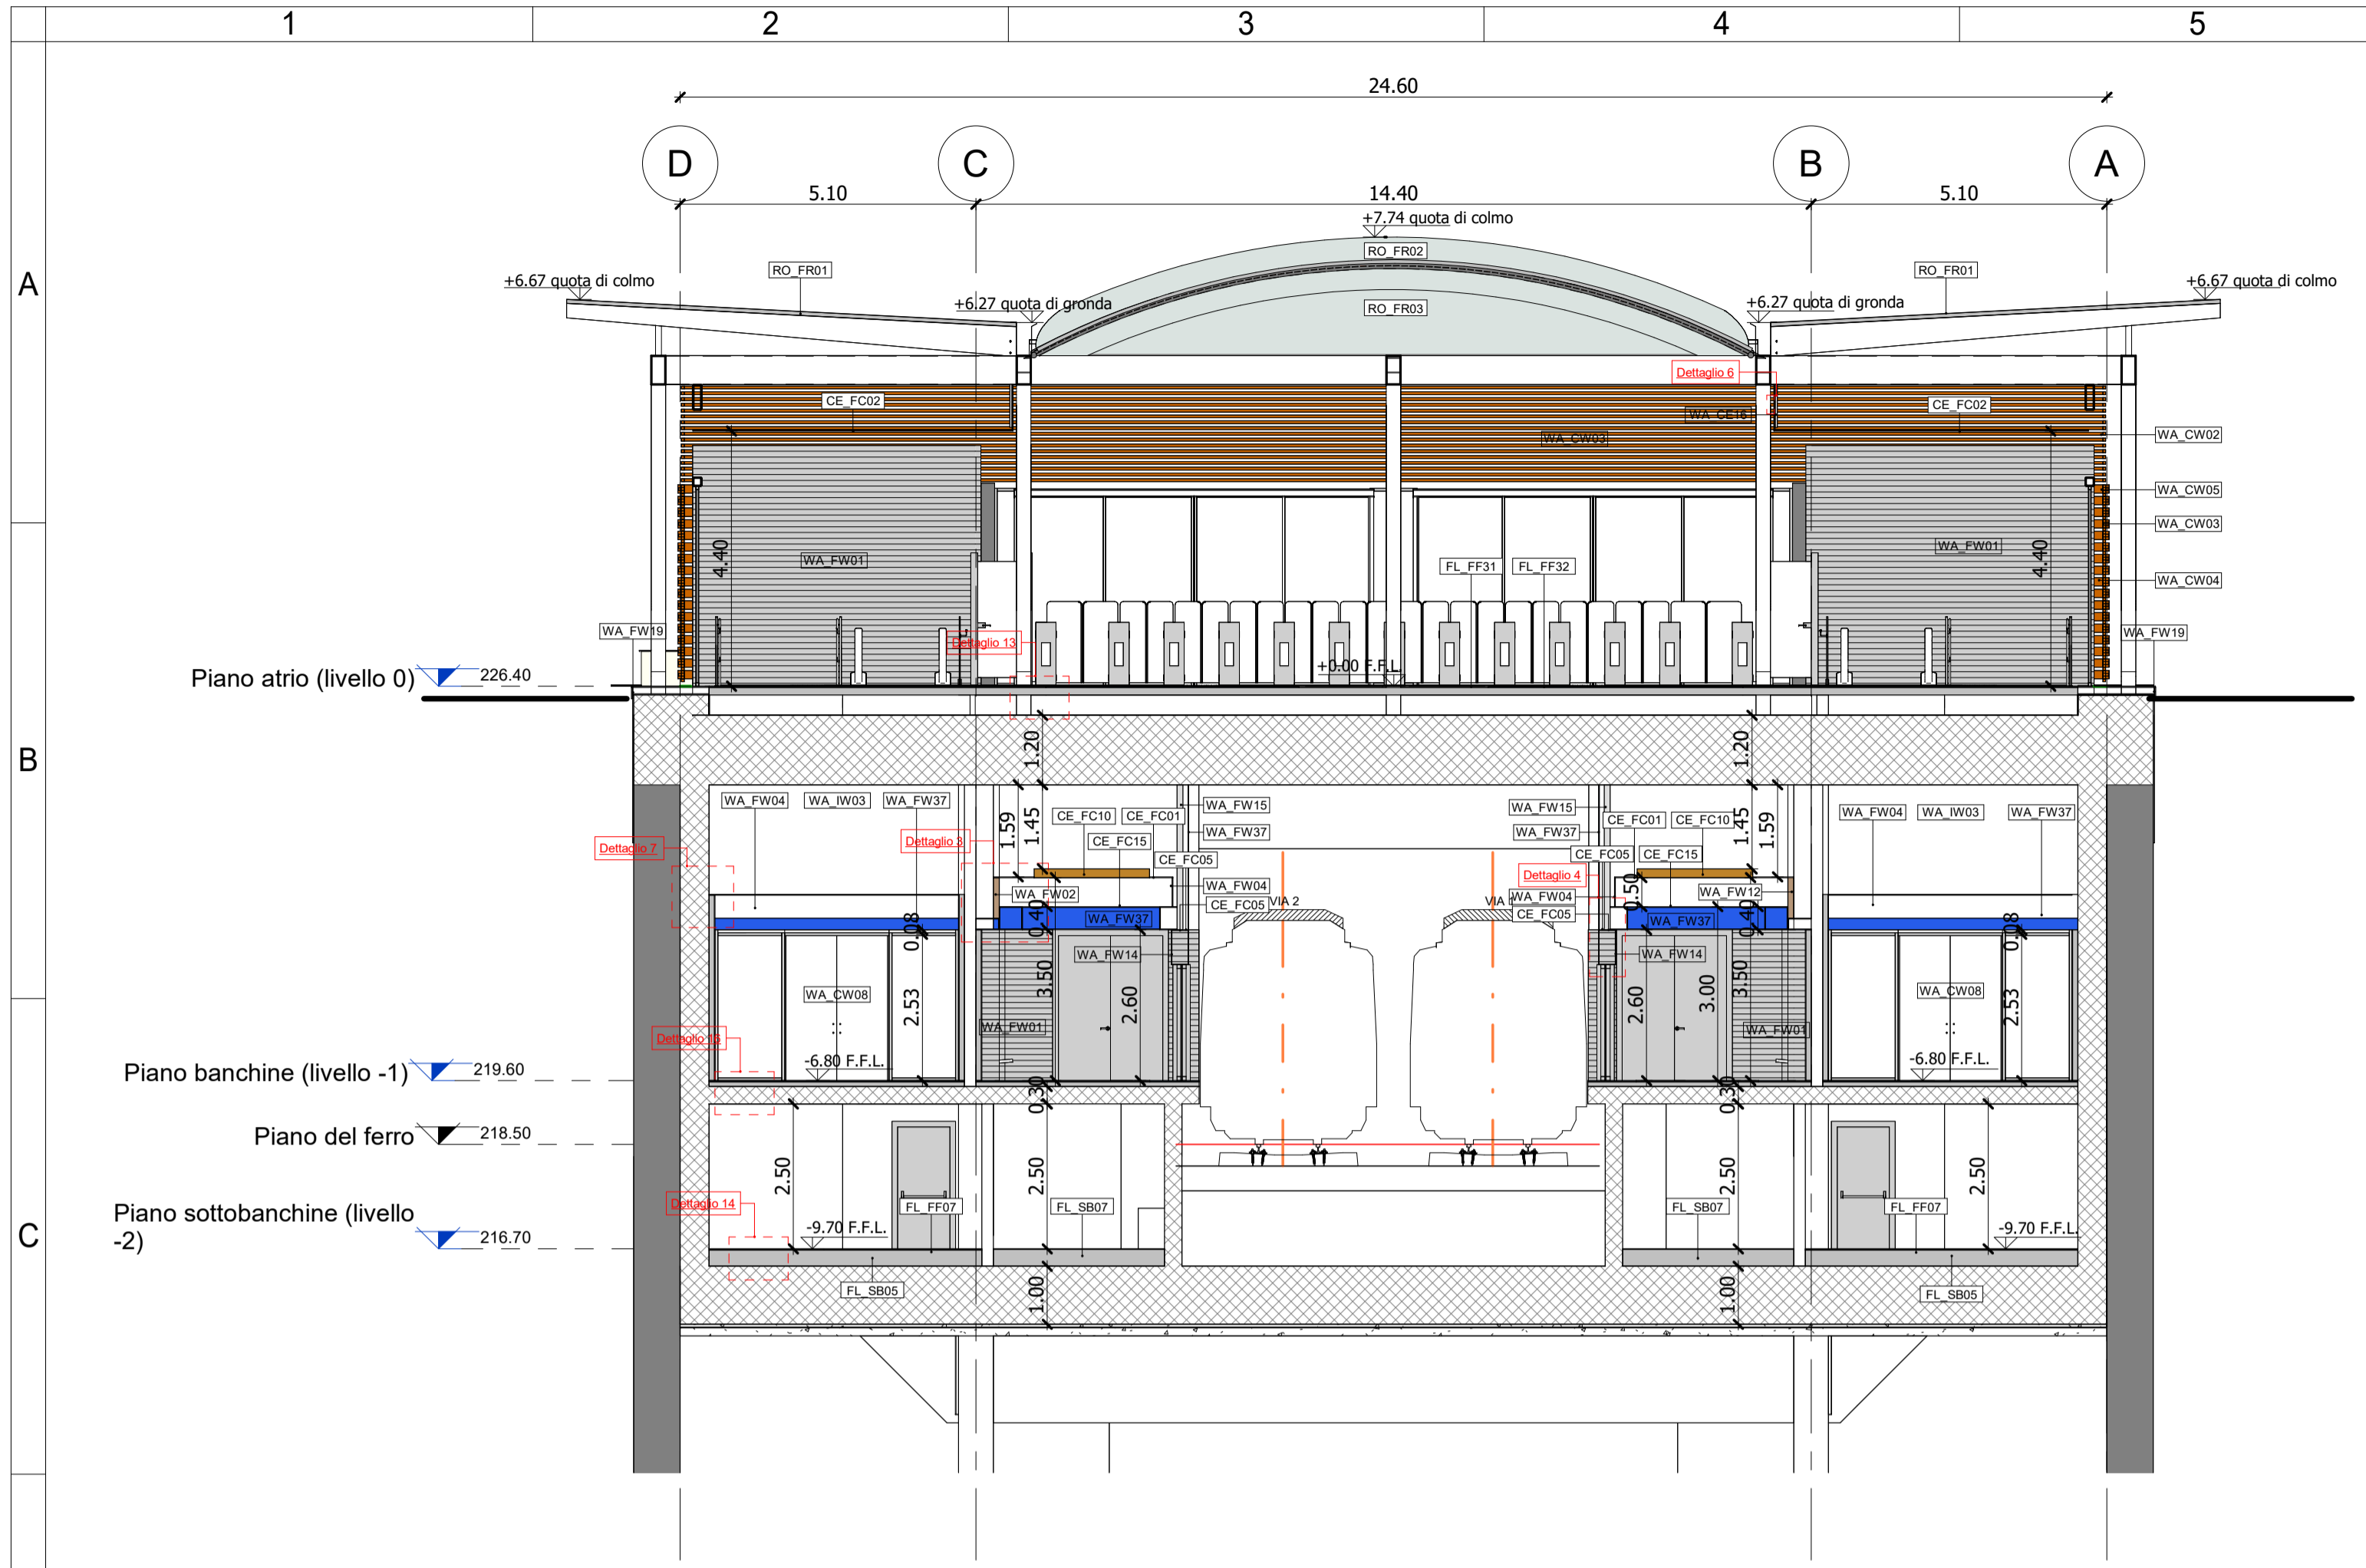 1 2 3 4 5
24.60
D C B A
5.10 14.40 5.10
+7.74 quota di colmo
RO_FR02
A
RO_FR01
RO_FR01
+6.67 quota di colmo
+6.67 quota di colmo
+6.27 quota di gronda
+6.27 quota di gronda
RO_FR03
Dettaglio 6
CE_FC02
CE_FC02
WA_CE16
WA_CW03
WA_CW02
WA_CW05
WA_CW03
4.40
WA_FW01
WA_FW01
4.40
FL_FF31
FL_FF32
WA_CW04
WA_FW19
WA_FW19
Dettaglio 13
+0.00 F.F.L.
Piano atrio (livello 0)
226.40
B
1.20
1.20
WA_FW04
WA_IW03
WA_FW37
1.59
1.45
CE_FC10
CE_FC01
WA_FW15
WA_FW15
WA_FW37
WA_FW37
CE_FC01
CE_FC10
1.45
1.59
WA_FW04
WA_IW03
WA_FW37
Dettaglio 7
Dettaglio 3
CE_FC15
CE_FC05
CE_FC05
CE_FC15
Dettaglio 4
WA_FW02
WA_FW04
WA_FW04
0.50
WA_FW12
CE_FC05
CE_FC05
VIA 2
VIA 1
0.08
0.40
WA_FW37
WA_FW37
0.40
0.08
WA_FW14
WA_FW14
WA_CW08
2.53
3.50
2.60
2.60
3.00
3.50
WA_CW08
2.53
WA_FW01
WA_FW01
Dettaglio 15
-6.80 F.F.L.
-6.80 F.F.L.
Piano banchine (livello -1)
219.60
0.30
0.30
Piano del ferro
218.50
2.50
2.50
2.50
2.50
Dettaglio 14
FL_FF07
FL_SB07
FL_SB07
FL_FF07
Piano sottobanchine (livello
-2)
216.70
-9.70 F.F.L.
-9.70 F.F.L.
C
FL_SB05
1.00
1.00
FL_SB05